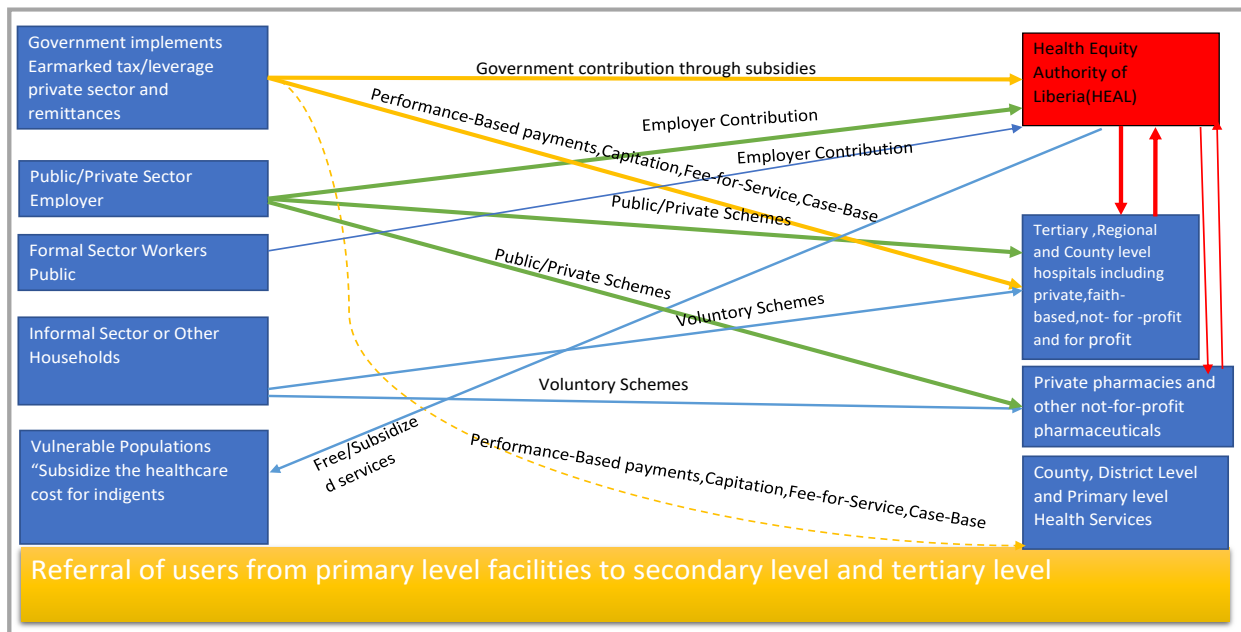 Government implements
Earmarked tax/leverage
private sector and
remittances
Public/Private Sector
Employer
Formal Sector Workers
Public
Informal Sector or Other
Households
Vulnerable Populations
“Subsidize the healthcare
cost for indigents
Government contribution through subsidies
Performance-Based payments,Capitation,Fee-for-Service,Case-Base
Employer Contribution
Employer Contribution
Public/Private Schemes
Public/Private Schemes
Voluntory Schemes
Voluntory Schemes
Free/Subsidize
d services
Performance-Based payments,Capitation,Fee-for-Service,Case-Base
Health Equity
Authority of
Liberia(HEAL)
Tertiary ,Regional
and County level
hospitals including
private,faith-
based,not- for -profit
and for profit
Private pharmacies and
other not-for-profit
pharmaceuticals
County, District Level
and Primary level
Health Services
Referral of users from primary level facilities to secondary level and tertiary level